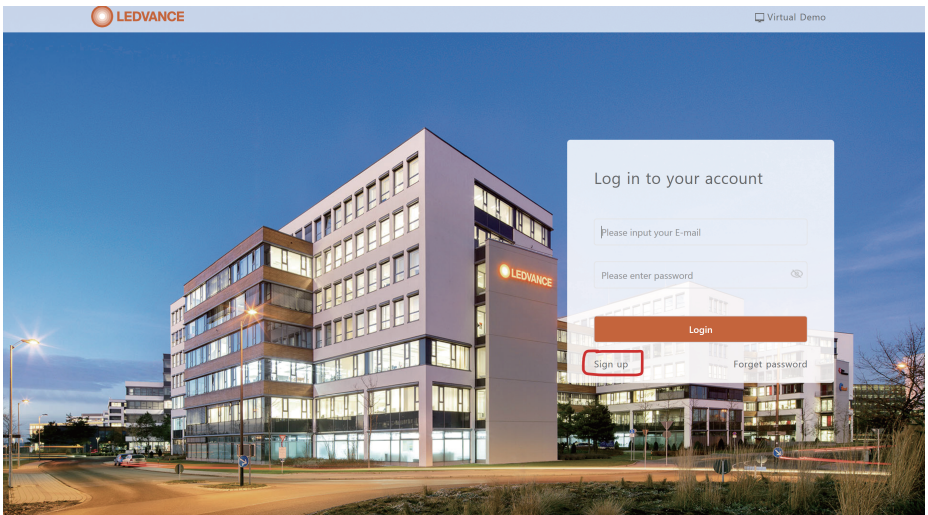 LEDVANCE
Virtual Demo
Log in to your account
Please input your E-mail
LEDVANCE
Please enter password
Login
Sign up
Forget password